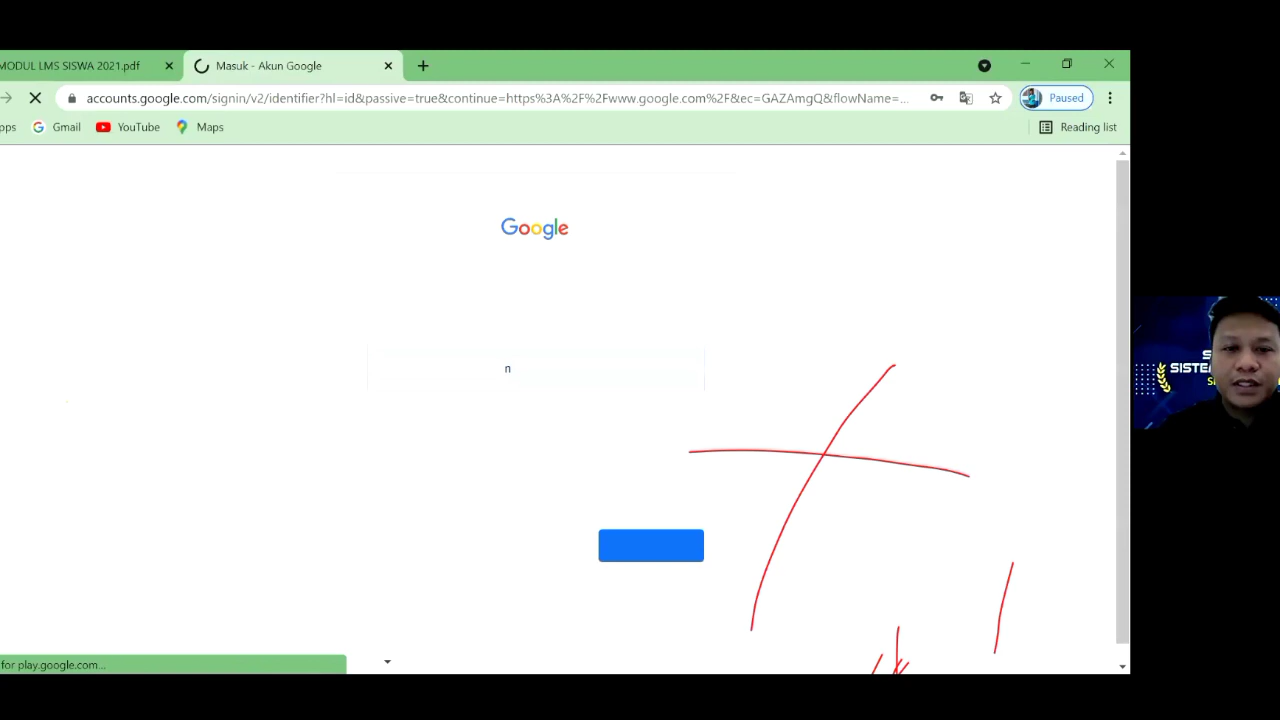 MODUL LMS SISWA 2021.pdf
Masuk - Akun Google
accounts.google.com/signin/v2/identifier?hl=id&passive=true&continue=https%3A%2F%2Fwww.google.com%2F&ec=GAZAmgQ&flowName=...
Paused
pps
Gmail
YouTube
Maps
Reading list
Google
n
S
SISTE
S
for play.google.com...